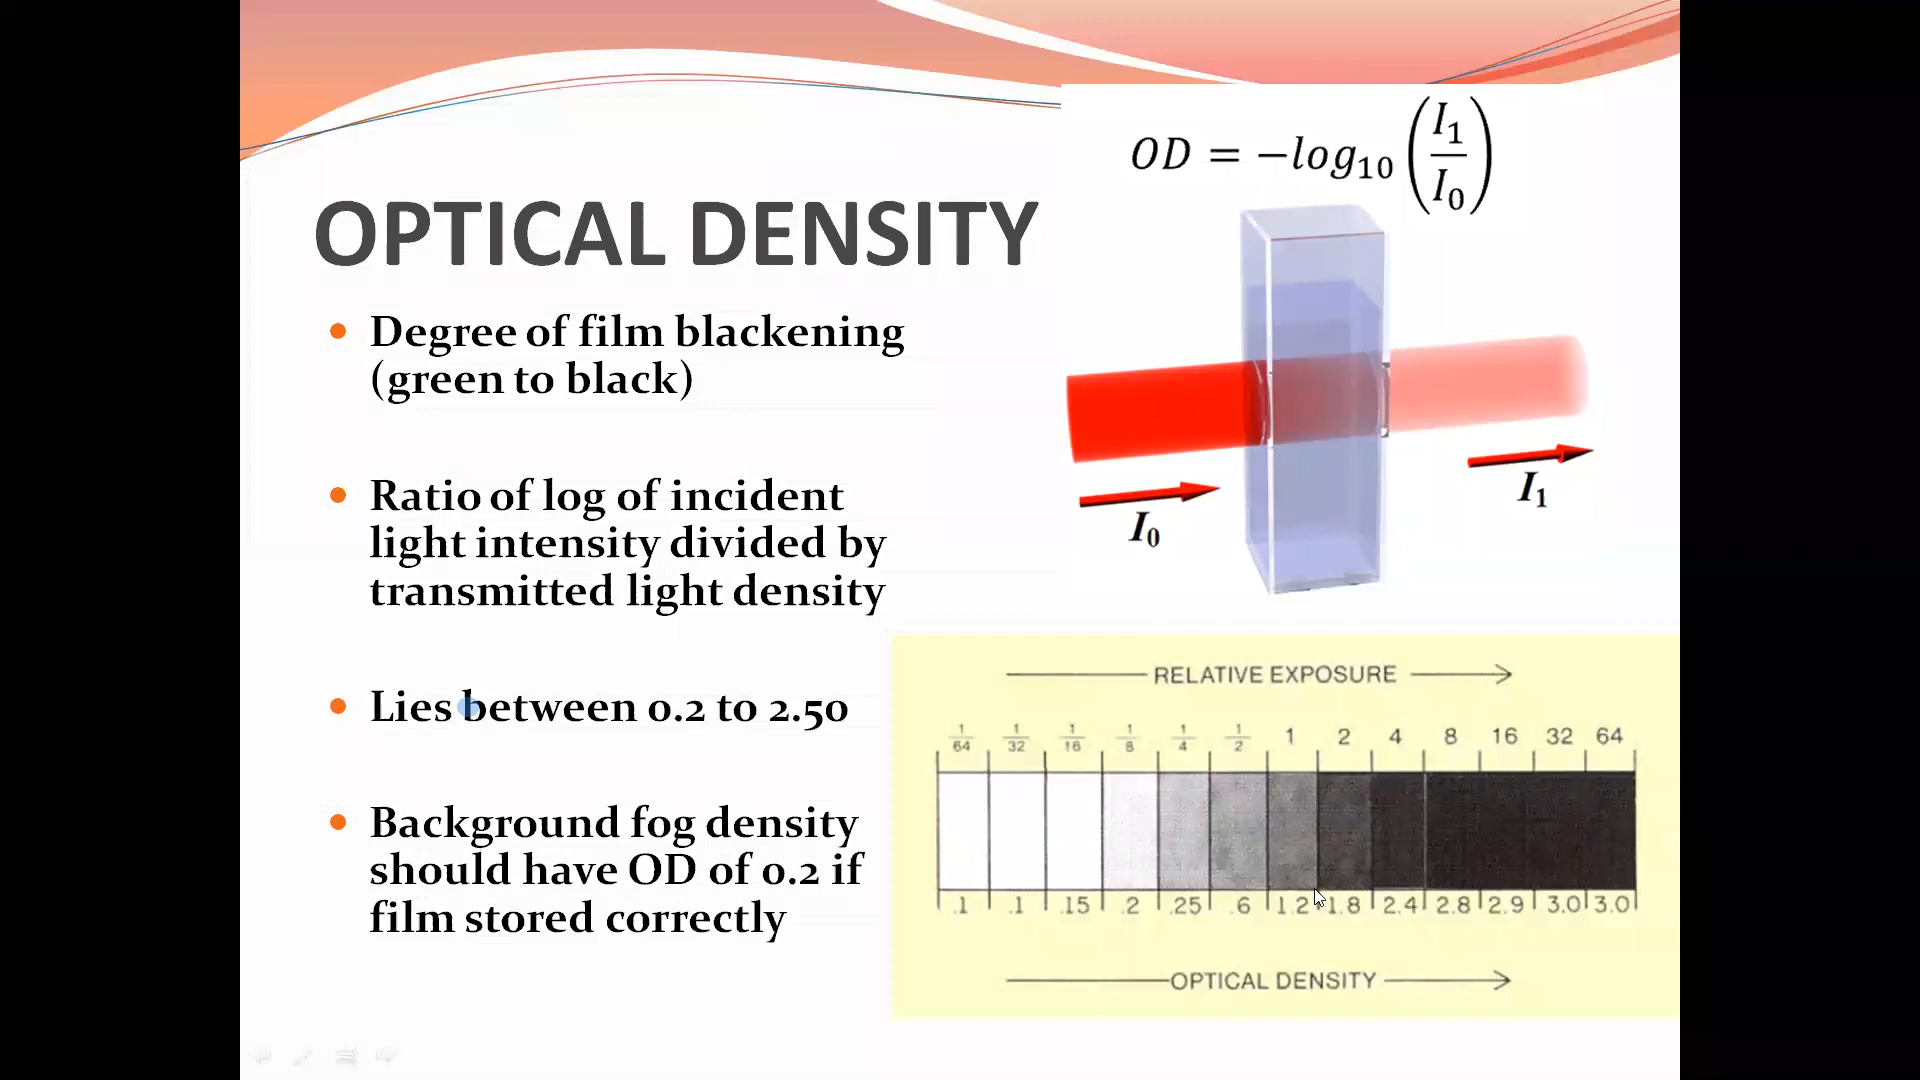 OD = −log₁₀ (I₁/I₀)
OPTICAL DENSITY
Degree of film blackening
(green to black)
Ratio of log of incident
light intensity divided by
transmitted light density
Lies between 0.2 to 2.50
Background fog density
should have OD of 0.2 if
film stored correctly
I₀
I₁
RELATIVE EXPOSURE
1/64 1/32 1/16 1/8 1/4 1/2 1 2 4 8 16 32 64
.1 .1 .15 .2 .25 .6 1.2 1.8 2.4 2.8 2.9 3.0 3.0
OPTICAL DENSITY